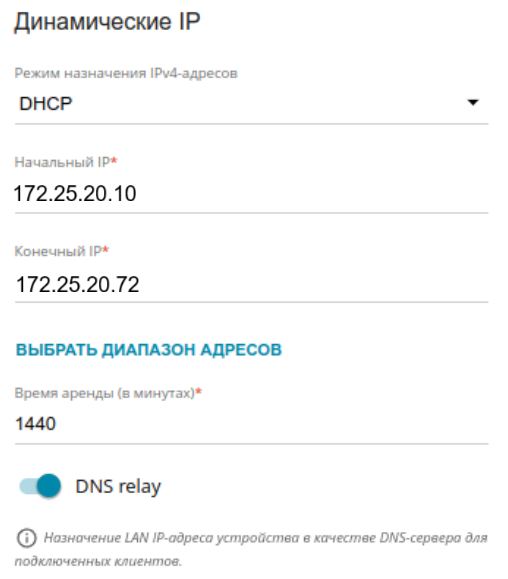 Динамические IP
Режим назначения IPv4-адресов
DHCP
Начальный IP*
172.25.20.10
Конечный IP*
172.25.20.72
ВЫБРАТЬ ДИАПАЗОН АДРЕСОВ
Время аренды (в минутах)*
1440
DNS relay
Назначение LAN IP-адреса устройства в качестве DNS-сервера для
подключенных клиентов.